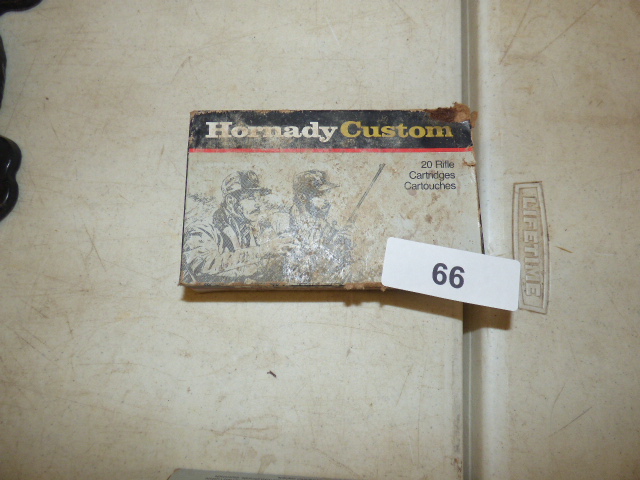 Hornady Custom
20 Rifle
Cartridges
Cartouches
66
LIFETIME